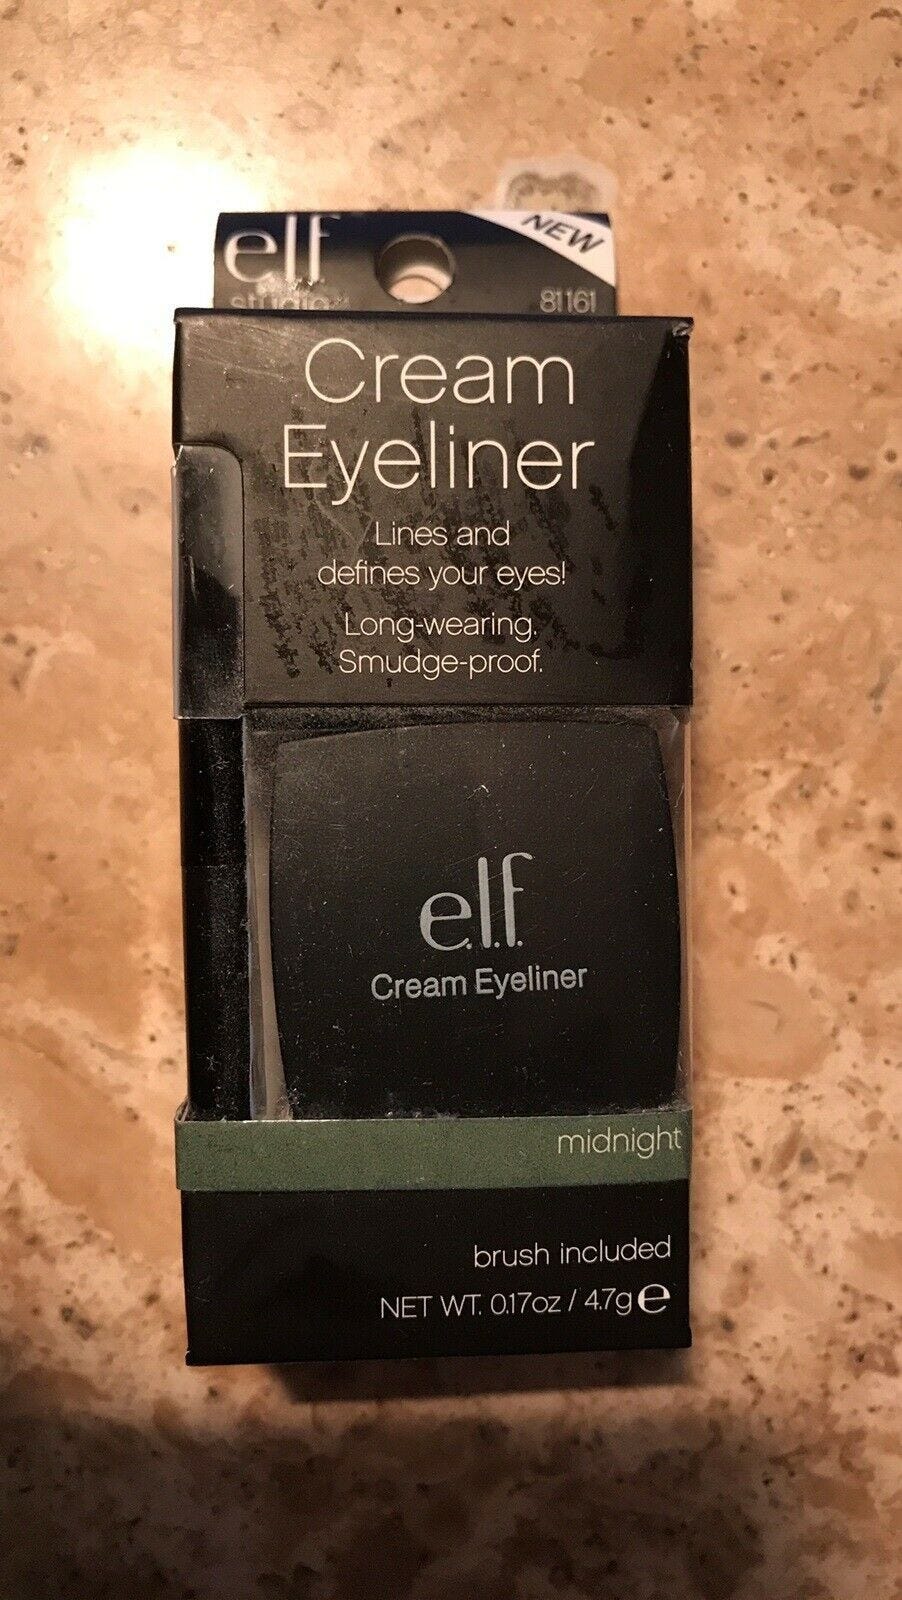 elf
NEW
studio
81161
Cream
Eyeliner
Lines and
defines your eyes!
Long-wearing.
Smudge-proof.
e.l.f.
Cream Eyeliner
midnight
brush included
NET WT. 0.17oz / 4.7g ℮